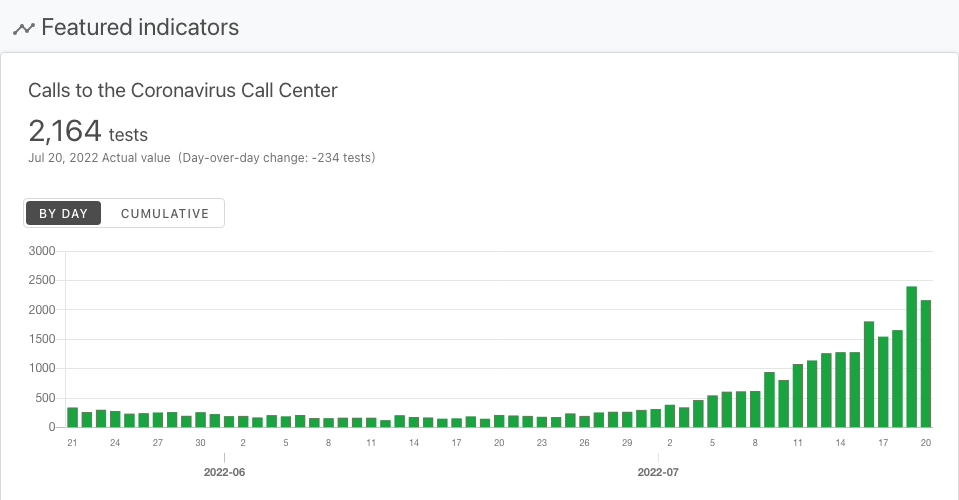 Featured indicators
Calls to the Coronavirus Call Center
2,164 tests
Jul 20, 2022 Actual value (Day-over-day change: -234 tests)
BY DAY CUMULATIVE
3000
2500
2000
1500
1000
500
0
21 24 27 30 2 5 8 11 14 17 20 23 26 29 2 5 8 11 14 17 20
2022-06 2022-07